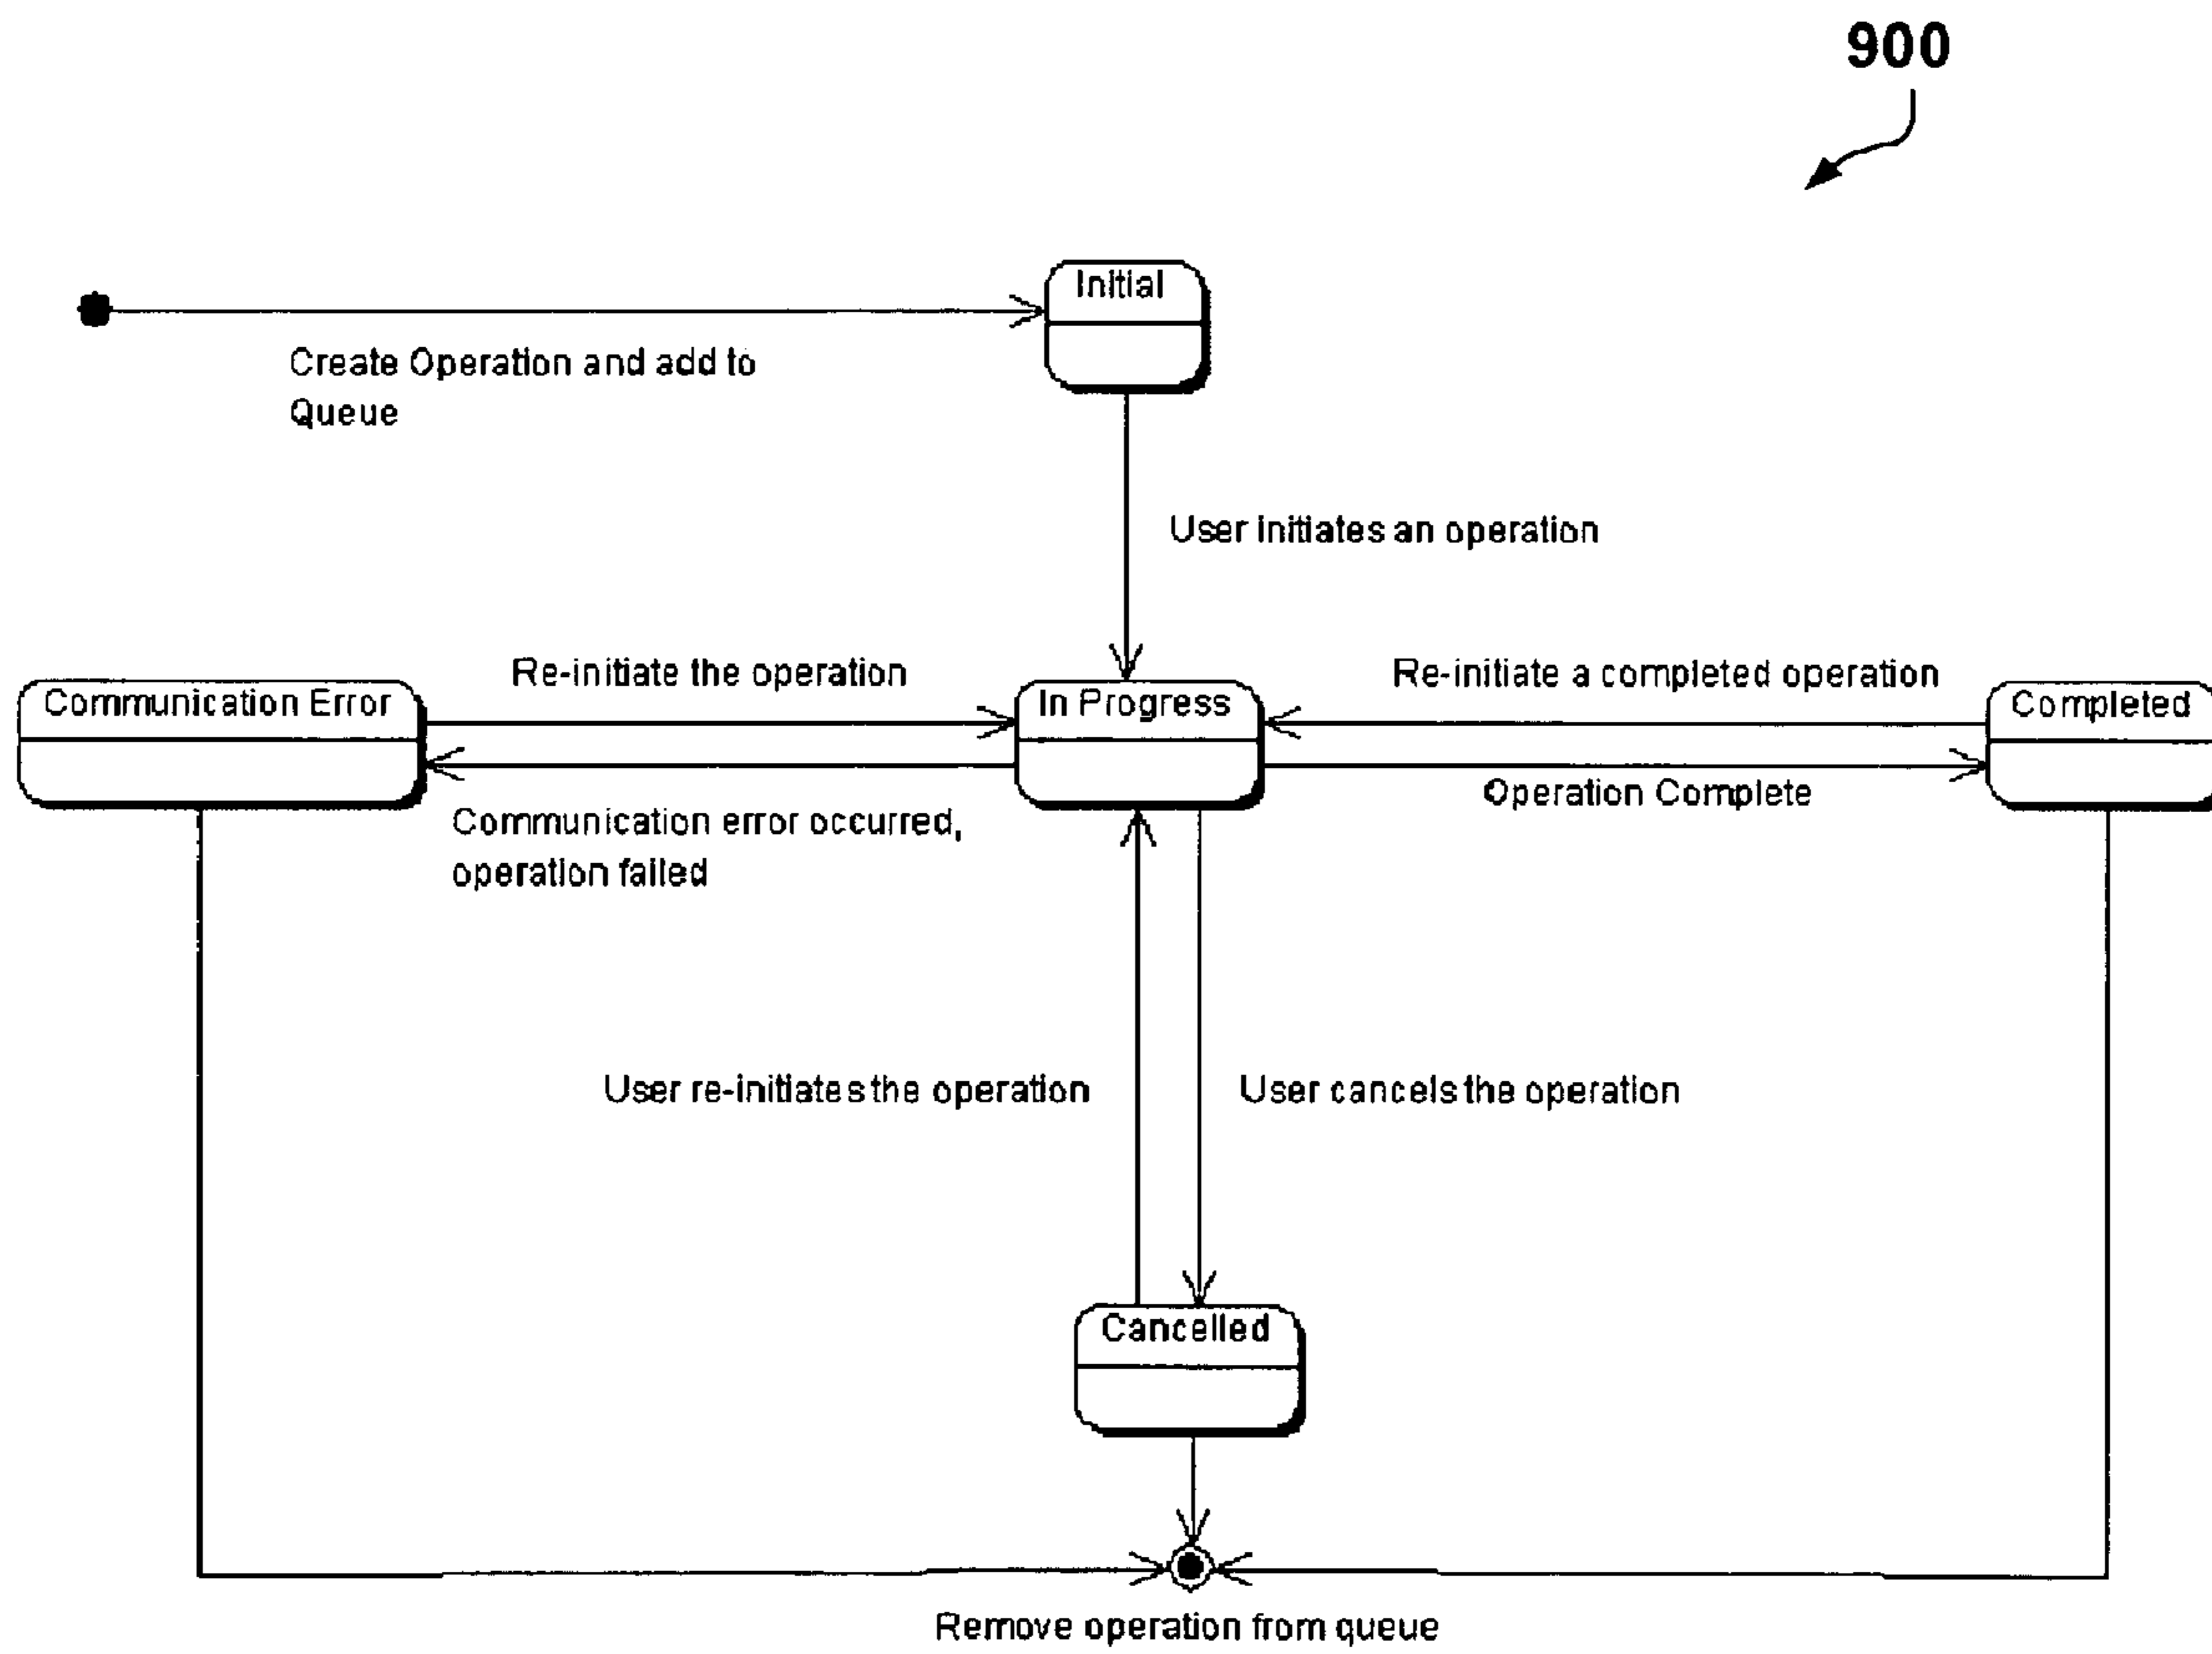 900
Initial
Create Operation and add to
Queue
User initiates an operation
Re-initiate the operation
Re-initiate a completed operation
Communication Error
In Progress
Completed
Operation Complete
Communication error occurred,
operation failed
User re-initiates the operation
User cancels the operation
Cancelled
Remove operation from queue